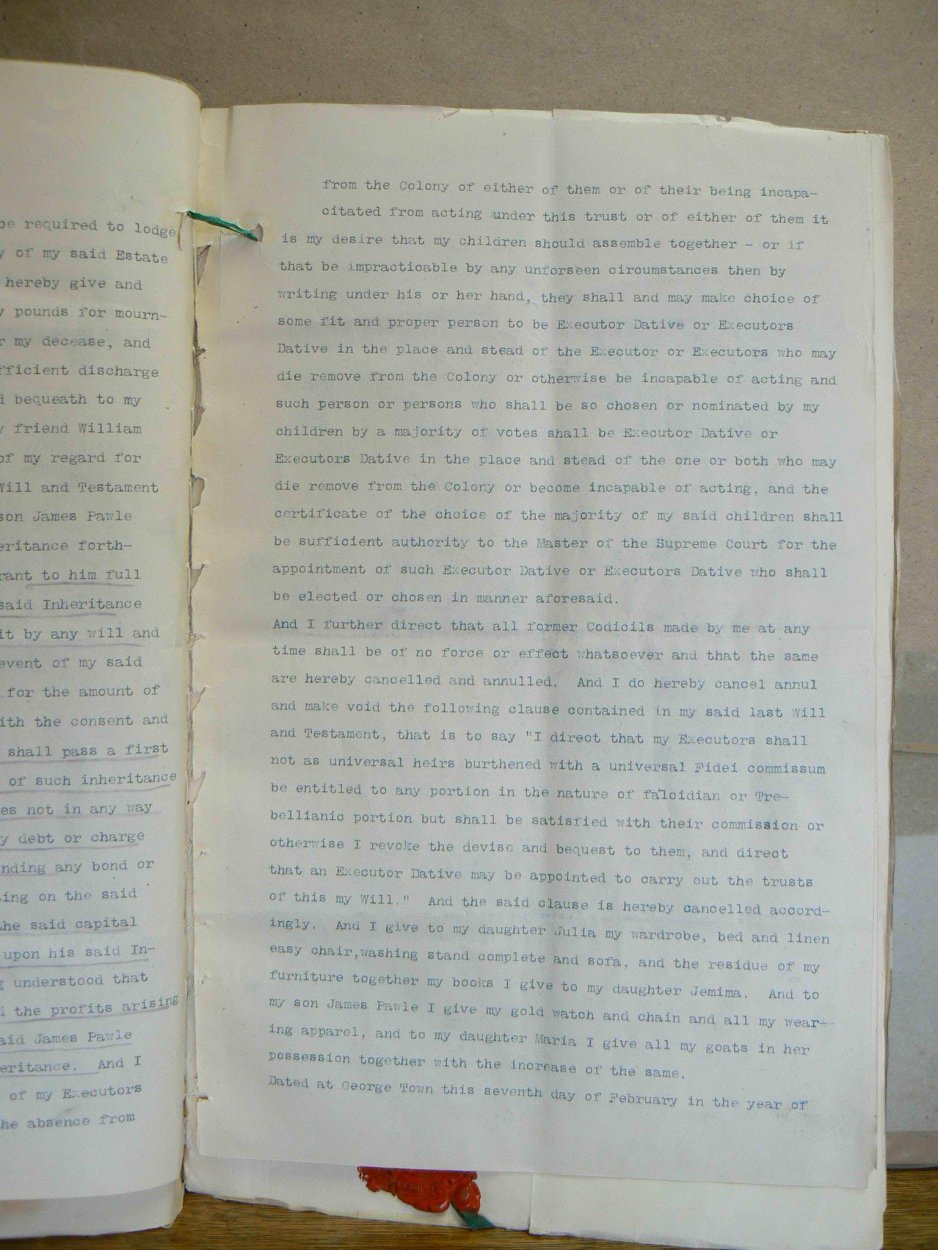 be required to lodge
y of my said Estate
hereby give and
y pounds for mourn-
r my decease, and
fficient discharge
d bequeath to my
y friend William
of my regard for
Will and Testament
son James Pawle
eritance forth-
rant to him full
said Inheritance
it by any will and
event of my said
for the amount of
ith the consent and
shall pass a first
of such inheritance
es not in any way
y debt or charge
nding any bond or
ing on the said
the said capital
upon his said In-
g understood that
d the profits arising
aid James Pawle
eritance. And I
of my Executors
he absence from
from the Colony of either of them or of their being incapa-
citated from acting under this trust or of either of them it
is my desire that my children should assemble together - or if
that be impracticable by any unforseen circumstances then by
writing under his or her hand, they shall and may make choice of
some fit and proper person to be Executor Dative or Executors
Dative in the place and stead of the Executor or Executors who may
die remove from the Colony or otherwise be incapable of acting and
such person or persons who shall be so chosen or nominated by my
children by a majority of votes shall be Executor Dative or
Executors Dative in the place and stead of the one or both who may
die remove from the Colony or become incapable of acting, and the
certificate of the choice of the majority of my said children shall
be sufficient authority to the Master of the Supreme Court for the
appointment of such Executor Dative or Executors Dative who shall
be elected or chosen in manner aforesaid.
And I further direct that all former Codicils made by me at any
time shall be of no force or effect whatsoever and that the same
are hereby cancelled and annulled. And I do hereby cancel annul
and make void the following clause contained in my said last Will
and Testament, that is to say "I direct that my Executors shall
not as universal heirs burthened with a universal Fidei commissum
be entitled to any portion in the nature of falcidian or Tre-
bellianic portion but shall be satisfied with their commission or
otherwise I revoke the devise and bequest to them, and direct
that an Executor Dative may be appointed to carry out the trusts
of this my Will." And the said clause is hereby cancelled accord-
ingly. And I give to my daughter Julia my wardrobe, bed and linen
easy chair,washing stand complete and sofa, and the residue of my
furniture together my books I give to my daughter Jemima. And to
my son James Pawle I give my gold watch and chain and all my wear-
ing apparel, and to my daughter Maria I give all my goats in her
possession together with the increase of the same.
Dated at George Town this seventh day of February in the year of